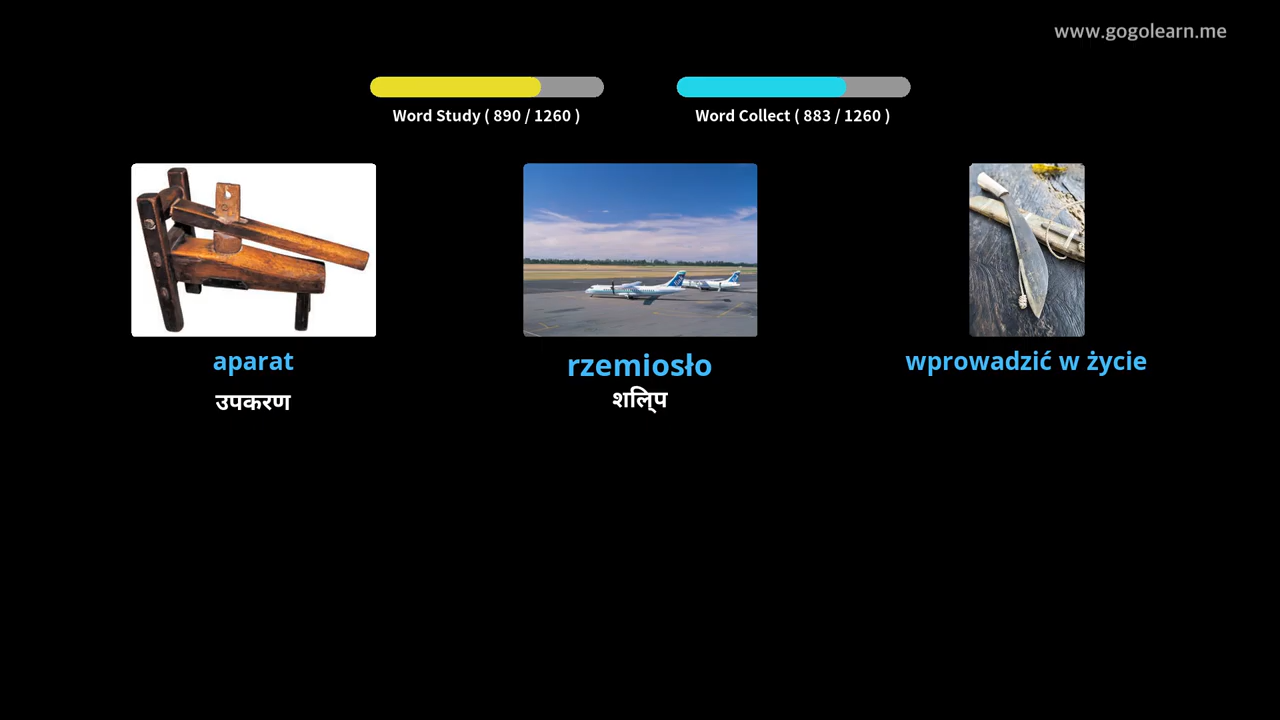 www.gogolearn.me
Word Study ( 890 / 1260 )
Word Collect ( 883 / 1260 )
aparat
rzemiosło
wprowadzić w życie
उपकरण
शलि्प